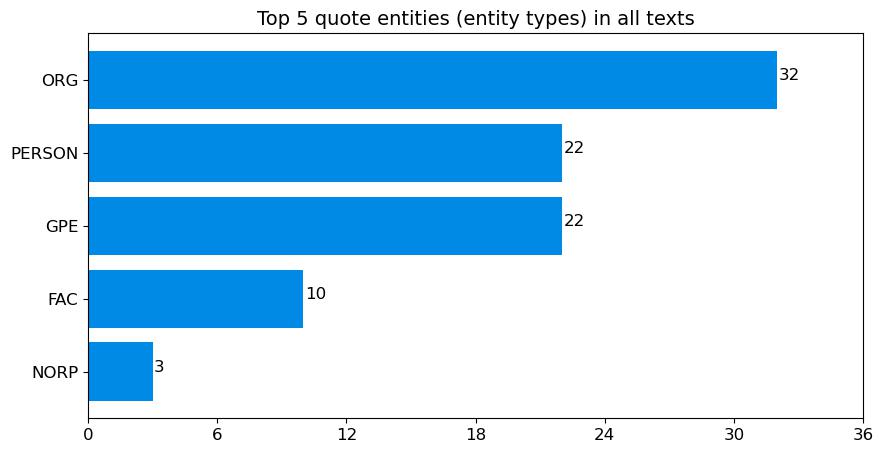 Top 5 quote entities (entity types) in all texts
ORG 32
PERSON 22
GPE 22
FAC 10
NORP 3
0 6 12 18 24 30 36